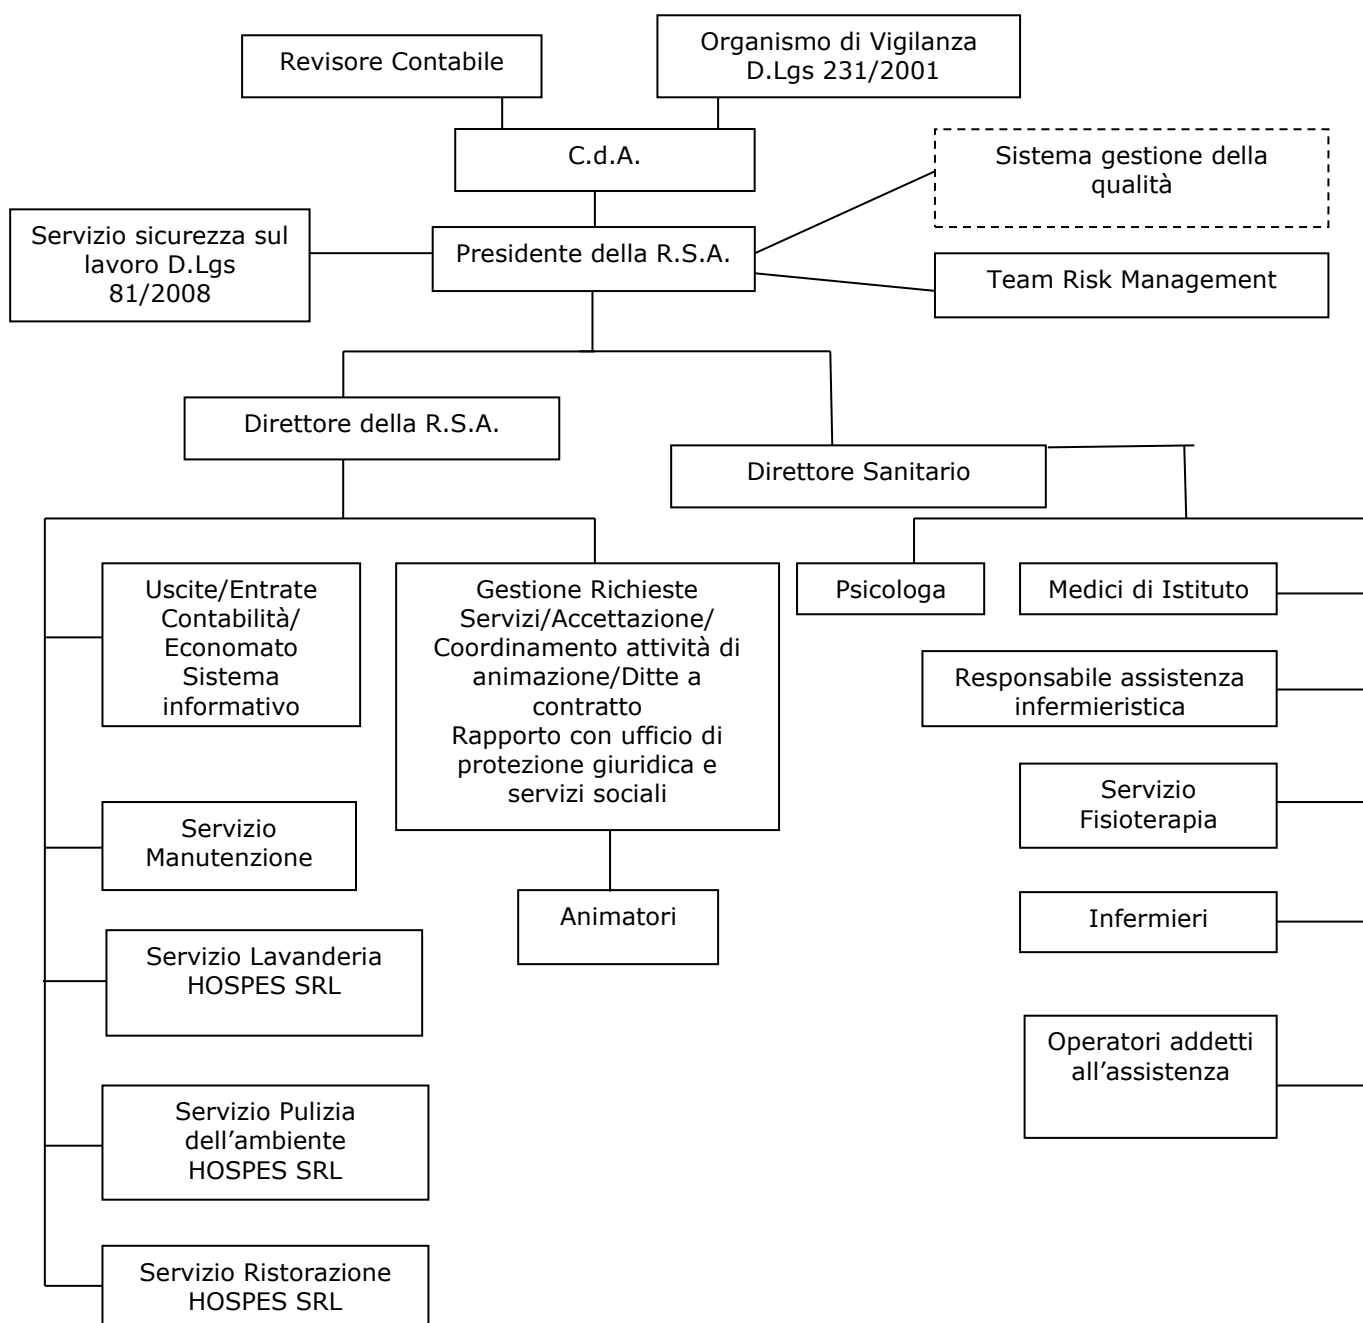 Revisore Contabile
Organismo di Vigilanza
D.Lgs 231/2001
C.d.A.
Sistema gestione della
qualità
Servizio sicurezza sul
lavoro D.Lgs
81/2008
Presidente della R.S.A.
Team Risk Management
Direttore della R.S.A.
Direttore Sanitario
Uscite/Entrate
Contabilità/
Economato
Sistema
informativo
Gestione Richieste
Servizi/Accettazione/
Coordinamento attività di
animazione/Ditte a
contratto
Rapporto con ufficio di
protezione giuridica e
servizi sociali
Psicologa
Medici di Istituto
Responsabile assistenza
infermieristica
Servizio
Fisioterapia
Servizio
Manutenzione
Animatori
Infermieri
Servizio Lavanderia
HOSPES SRL
Operatori addetti
all’assistenza
Servizio Pulizia
dell’ambiente
HOSPES SRL
Servizio Ristorazione
HOSPES SRL